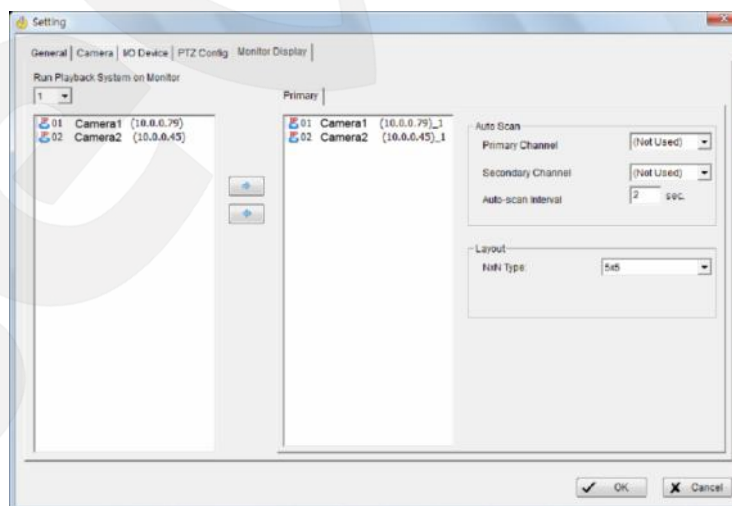 Setting
General Camera I/O Device PTZ Config Monitor Display
Run Playback System on Monitor
1
Primary
01 Camera1 (10.0.0.79)
02 Camera2 (10.0.0.45)
01 Camera1 (10.0.0.79)_1
02 Camera2 (10.0.0.45)_1
Auto Scan
Primary Channel (Not Used)
Secondary Channel (Not Used)
Auto-scan Interval 2 sec.
Layout
NxN Type: 5x5
OK Cancel